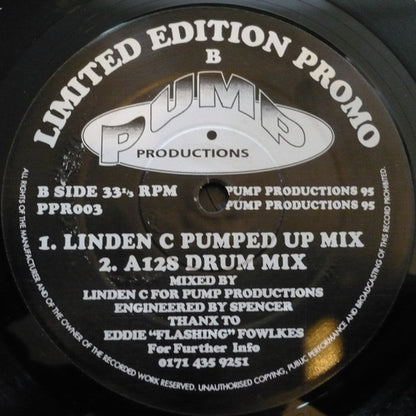 LIMITED EDITION PROMO
B
PUMP
PRODUCTIONS
B SIDE 33⅓ RPM
PPR003
PUMP PRODUCTIONS 95
PUMP PRODUCTIONS 95
1. LINDEN C PUMPED UP MIX
2. A128 DRUM MIX
MIXED BY
LINDEN C FOR PUMP PRODUCTIONS
ENGINEERED BY SPENCER
THANX TO
EDDIE "FLASHING" FOWLKES
For Further Info
0171 435 9251
ALL RIGHTS OF THE MANUFACTURER AND OF THE OWNER OF THE RECORDED WORK RESERVED. UNAUTHORISED COPYING, PUBLIC PERFORMANCE AND BROADCASTING OF THIS RECORD PROHIBITED.